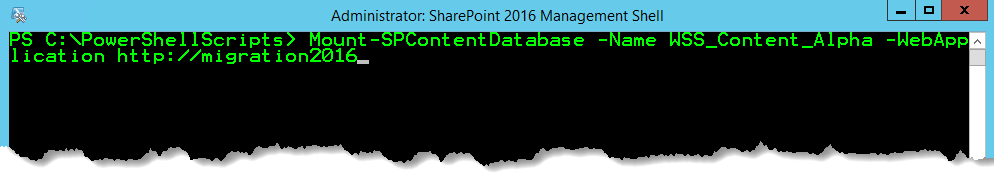 Administrator: SharePoint 2016 Management Shell
PS C:\PowerShellScripts> Mount-SPContentDatabase -Name WSS_Content_Alpha -WebApp
lication http://migration2016